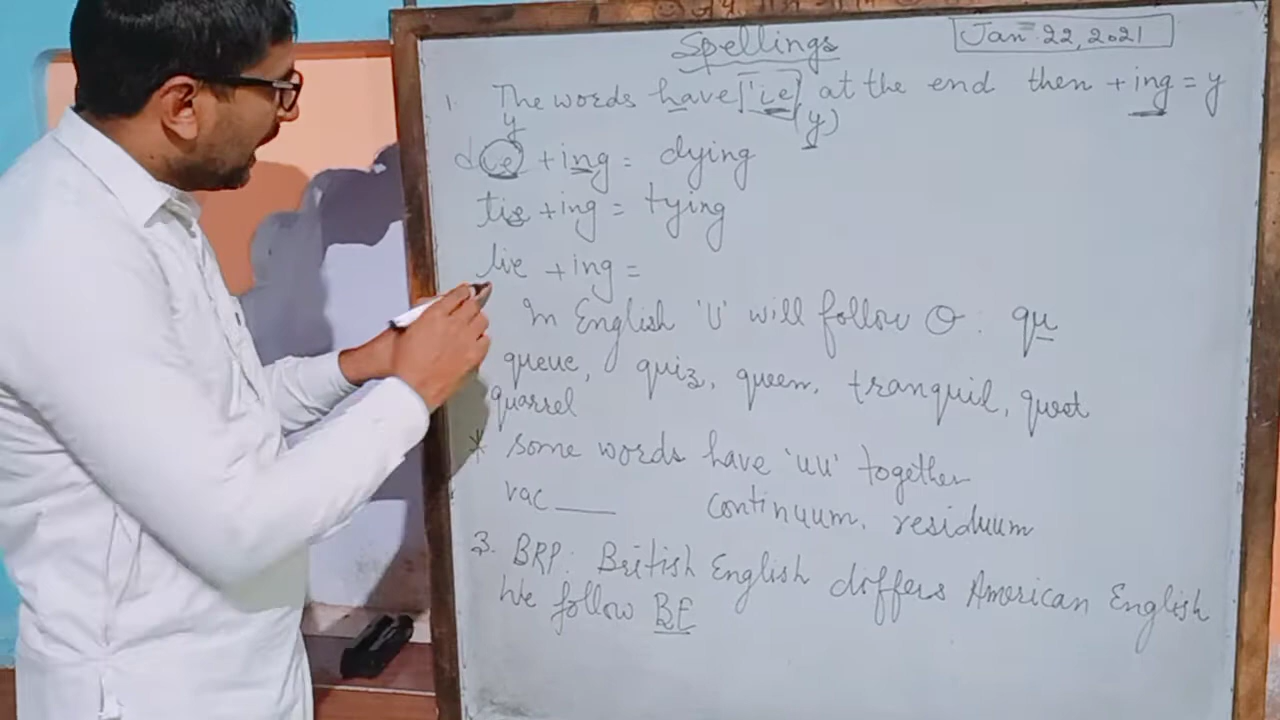 Spellings
Jan 22, 2021
1. The words have 'ie' at the end then +ing = y
(y)
y
die +ing = dying
tie +ing = tying
lie +ing =
In English 'U' will follow Q. qu
queue, quiz, queen, tranquil, quest
quarrel
* some words have 'uu' together
vac____ continuum, residuum
3. BRP: British English differs American English
We follow BE